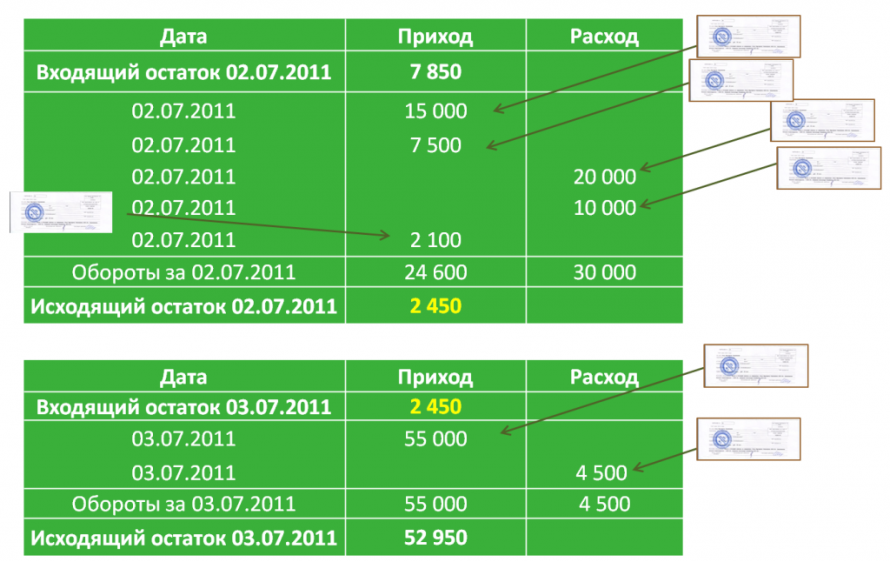 Дата Приход Расход
Входящий остаток 02.07.2011 7 850
02.07.2011 15 000
02.07.2011 7 500
02.07.2011 20 000
02.07.2011 10 000
02.07.2011 2 100
Обороты за 02.07.2011 24 600 30 000
Исходящий остаток 02.07.2011 2 450
Дата Приход Расход
Входящий остаток 03.07.2011 2 450
03.07.2011 55 000
03.07.2011 4 500
Обороты за 03.07.2011 55 000 4 500
Исходящий остаток 03.07.2011 52 950